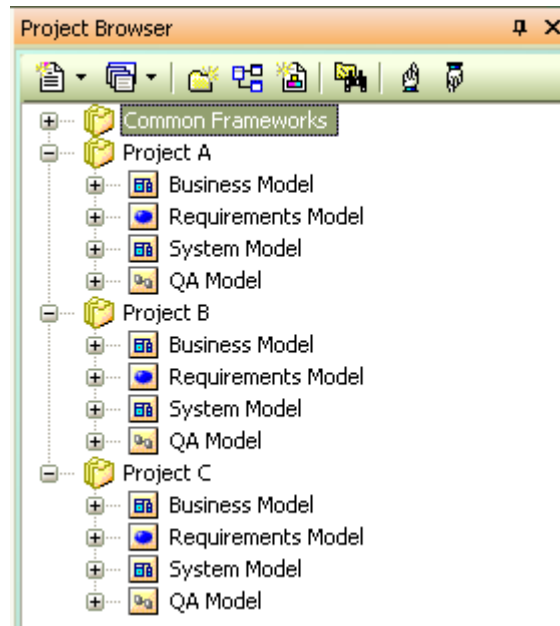 Project Browser
Common Frameworks
Project A
Business Model
Requirements Model
System Model
QA Model
Project B
Business Model
Requirements Model
System Model
QA Model
Project C
Business Model
Requirements Model
System Model
QA Model